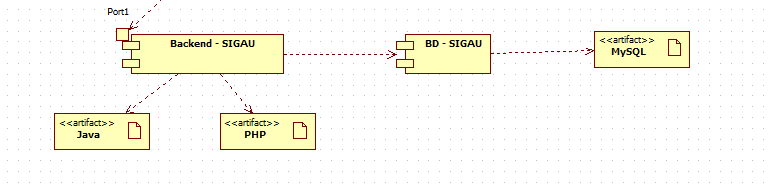 Port1
Backend - SIGAU
BD - SIGAU
<<artifact>>
MySQL
<<artifact>>
Java
<<artifact>>
PHP